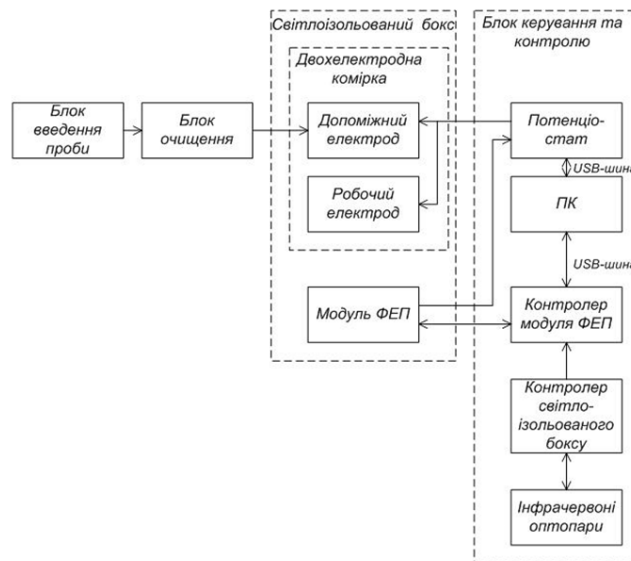 Світлоізольований бокс
Блок керування та
контролю
Двохелектродна
комірка
Блок
введення
проби
Блок
очищення
Допоміжний
електрод
Потенціо-
стат
USB-шина
Робочий
електрод
ПК
USB-шина
Модуль ФЕП
Контролер
модуля ФЕП
Контролер
світло-
ізольованого
боксу
Інфрачервоні
оптопари